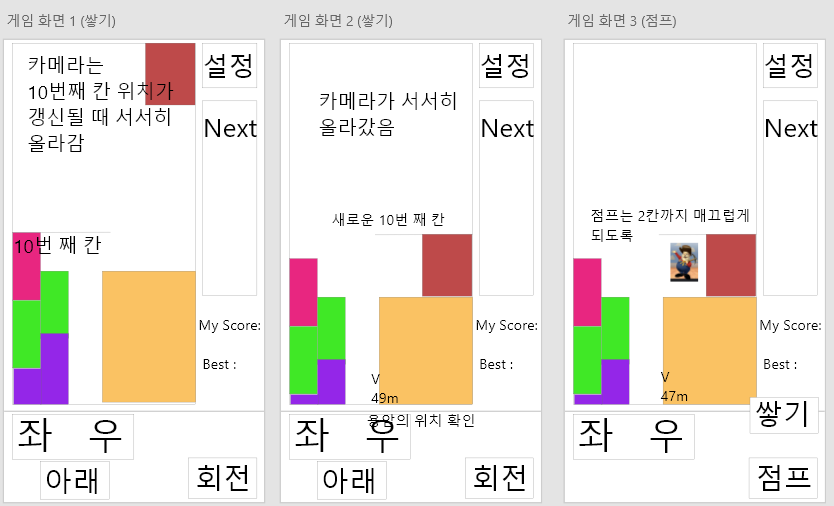 게임 화면 1 (쌓기)
카메라는
10번째 칸 위치가
갱신될 때 서서히
올라감
10번 째 칸
설정
Next
My Score:
Best :
좌 우
아래
회전
게임 화면 2 (쌓기)
카메라가 서서히
올라갔음
새로운 10번 째 칸
설정
Next
My Score:
Best :
V
49m
용암의 위치 확인
좌 우
아래
회전
게임 화면 3 (점프)
점프는 2칸까지 매끄럽게
되도록
설정
Next
My Score:
Best :
V
47m
쌓기
좌 우
점프